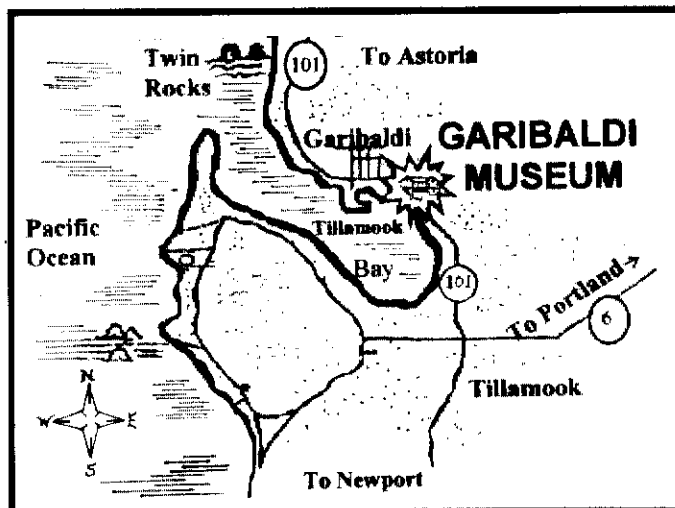 Twin
Rocks
101
To Astoria
Garibaldi
GARIBALDI
MUSEUM
Pacific
Ocean
Tillamook
Bay
101
To Portland
6
N
W
E
S
Tillamook
To Newport